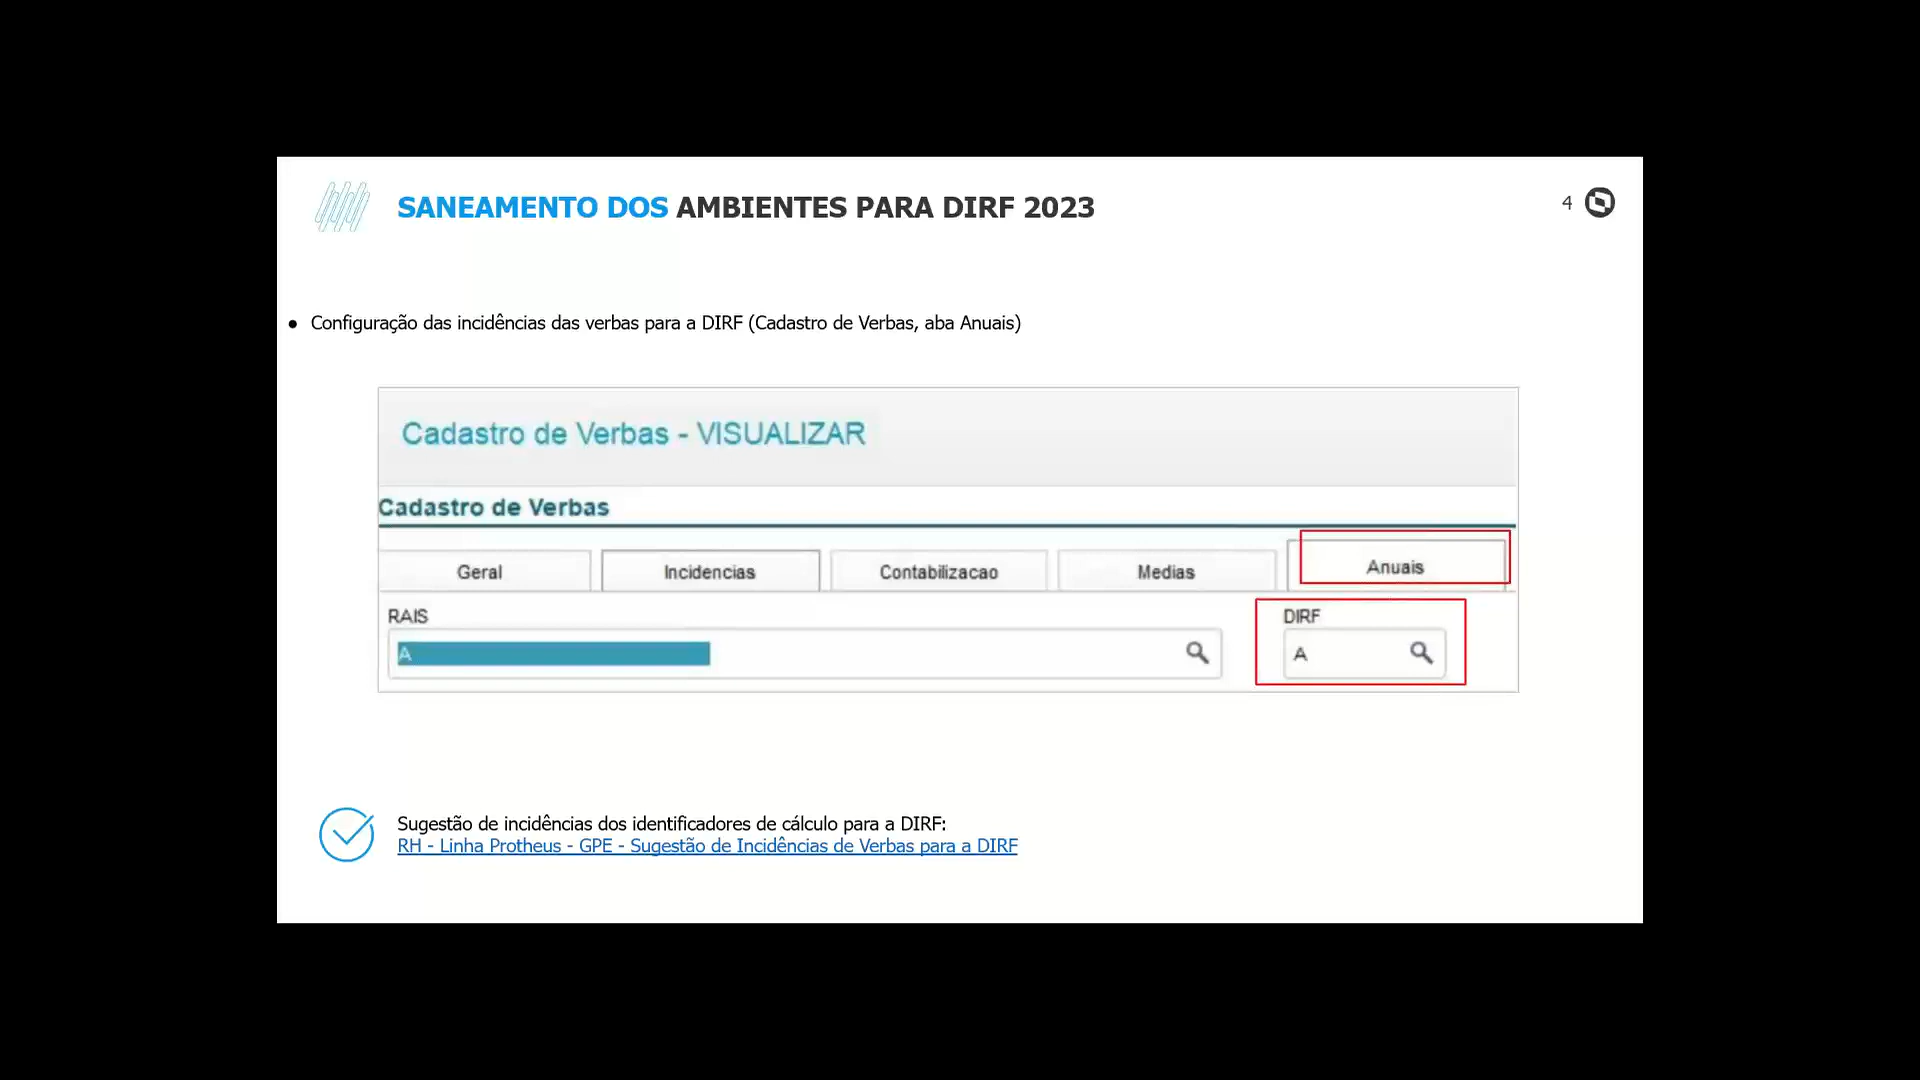 SANEAMENTO DOS AMBIENTES PARA DIRF 2023
4
● Configuração das incidências das verbas para a DIRF (Cadastro de Verbas, aba Anuais)
Cadastro de Verbas - VISUALIZAR
Cadastro de Verbas
Geral Incidencias Contabilizacao Medias Anuais
RAIS DIRF
A A
Sugestão de incidências dos identificadores de cálculo para a DIRF:
RH - Linha Protheus - GPE - Sugestão de Incidências de Verbas para a DIRF